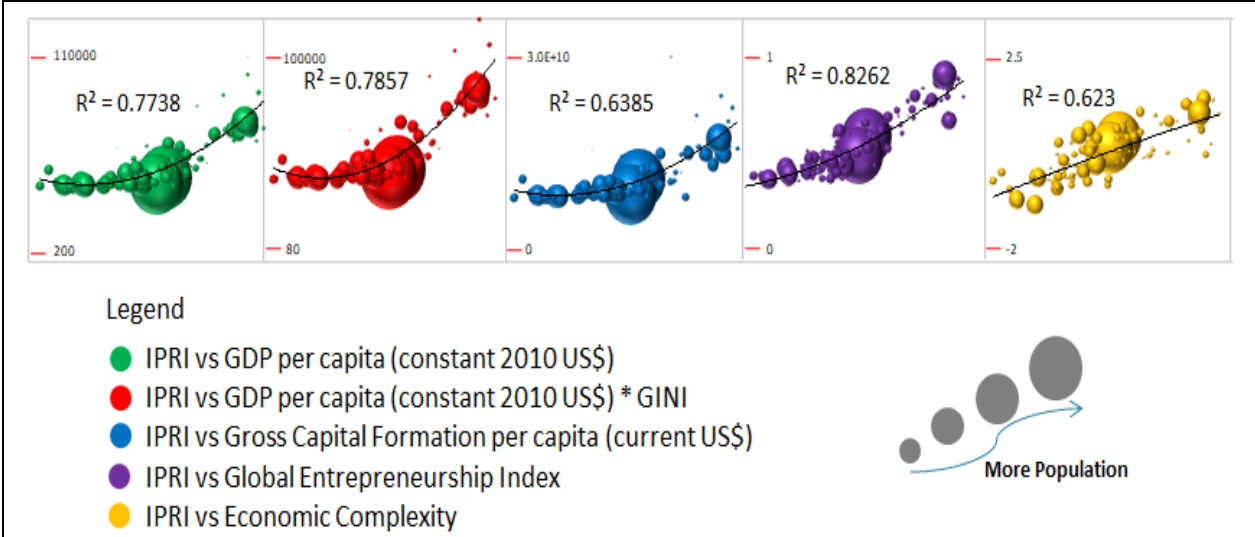 110000
R² = 0.7738
200
100000
R² = 0.7857
80
3.0E+10
R² = 0.6385
0
1
R² = 0.8262
0
2.5
R² = 0.623
-2
Legend
IPRI vs GDP per capita (constant 2010 US$)
IPRI vs GDP per capita (constant 2010 US$) * GINI
IPRI vs Gross Capital Formation per capita (current US$)
IPRI vs Global Entrepreneurship Index
IPRI vs Economic Complexity
More Population